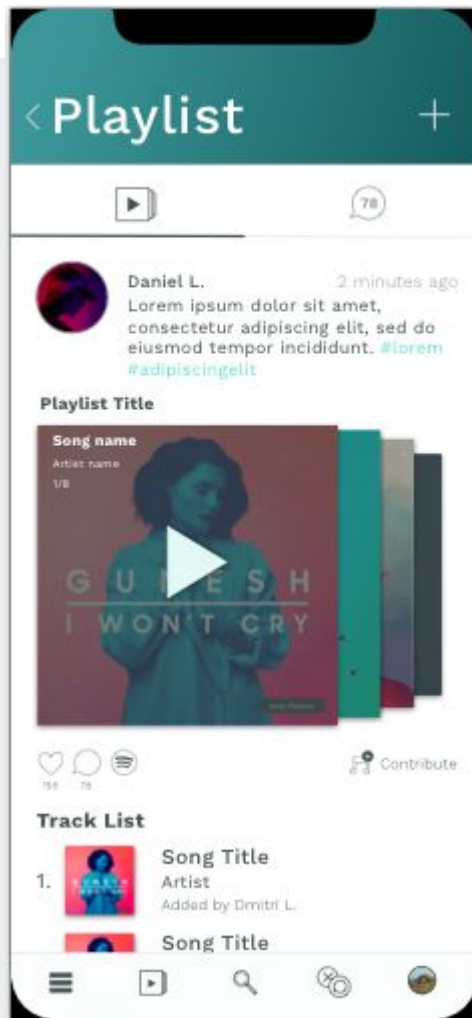 Playlist
78
Daniel L.
2 minutes ago
Lorem ipsum dolor sit amet,
consectetur adipiscing elit, sed do
eiusmod tempor incididunt. #lorem
#adipiscingelit
Playlist Title
Song name
Artist name
1/8
GUNESH
I WON'T CRY
78
Contribute
Track List
1.
Song Title
Artist
Added by Dmitri L.
Song Title